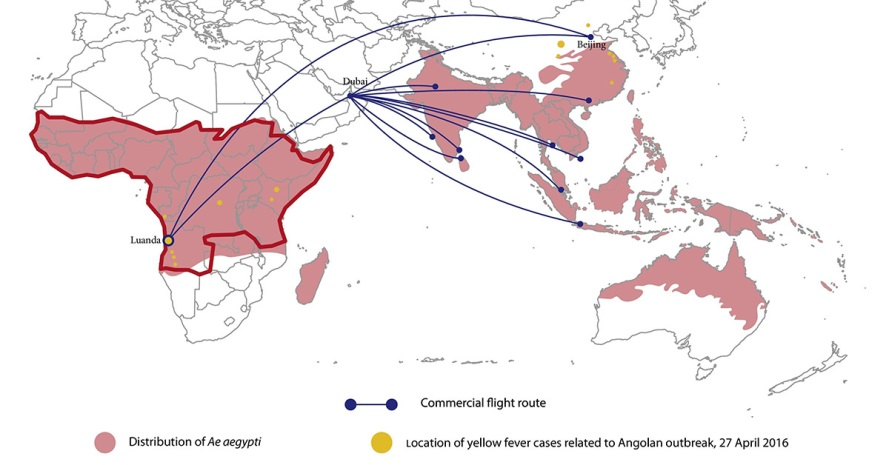 Beijing
Dubai
Luanda
Commercial flight route
Distribution of Ae aegypti
Location of yellow fever cases related to Angolan outbreak, 27 April 2016